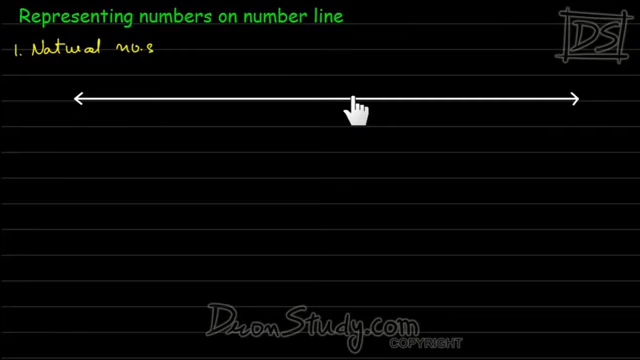 Representing numbers on number line
DS
1. Natural no.s
DronStudy.com
COPYRIGHT